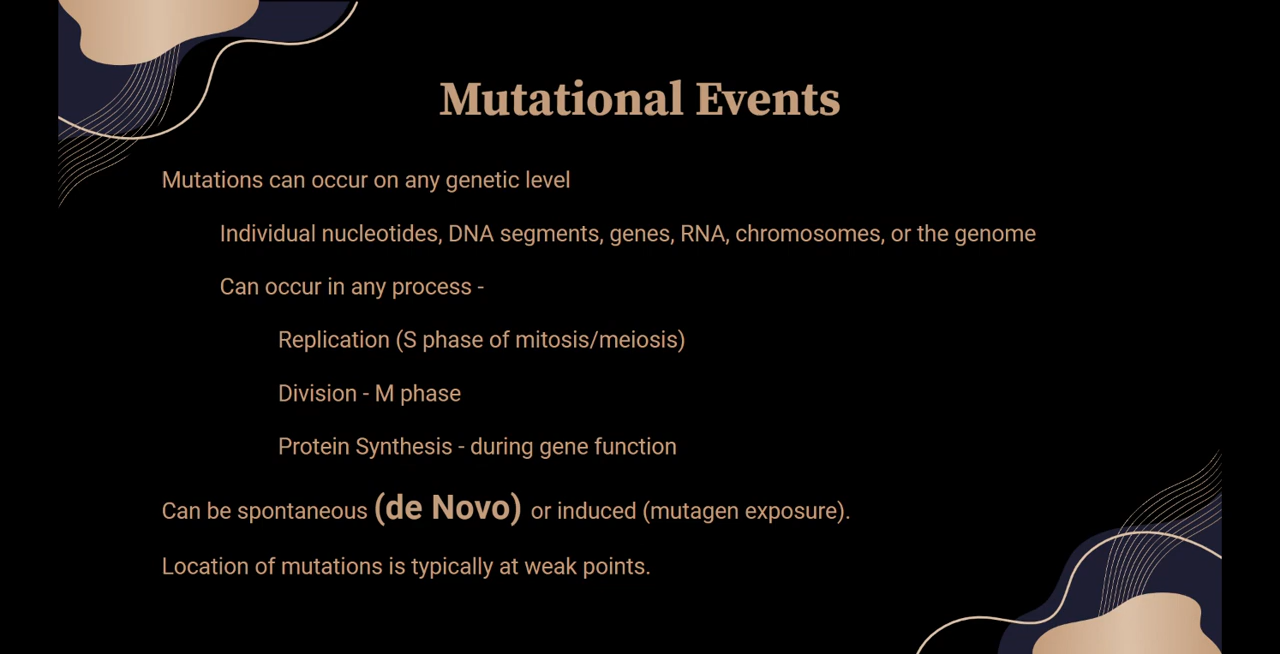 Mutational Events
Mutations can occur on any genetic level
Individual nucleotides, DNA segments, genes, RNA, chromosomes, or the genome
Can occur in any process -
Replication (S phase of mitosis/meiosis)
Division - M phase
Protein Synthesis - during gene function
Can be spontaneous (de Novo) or induced (mutagen exposure).
Location of mutations is typically at weak points.